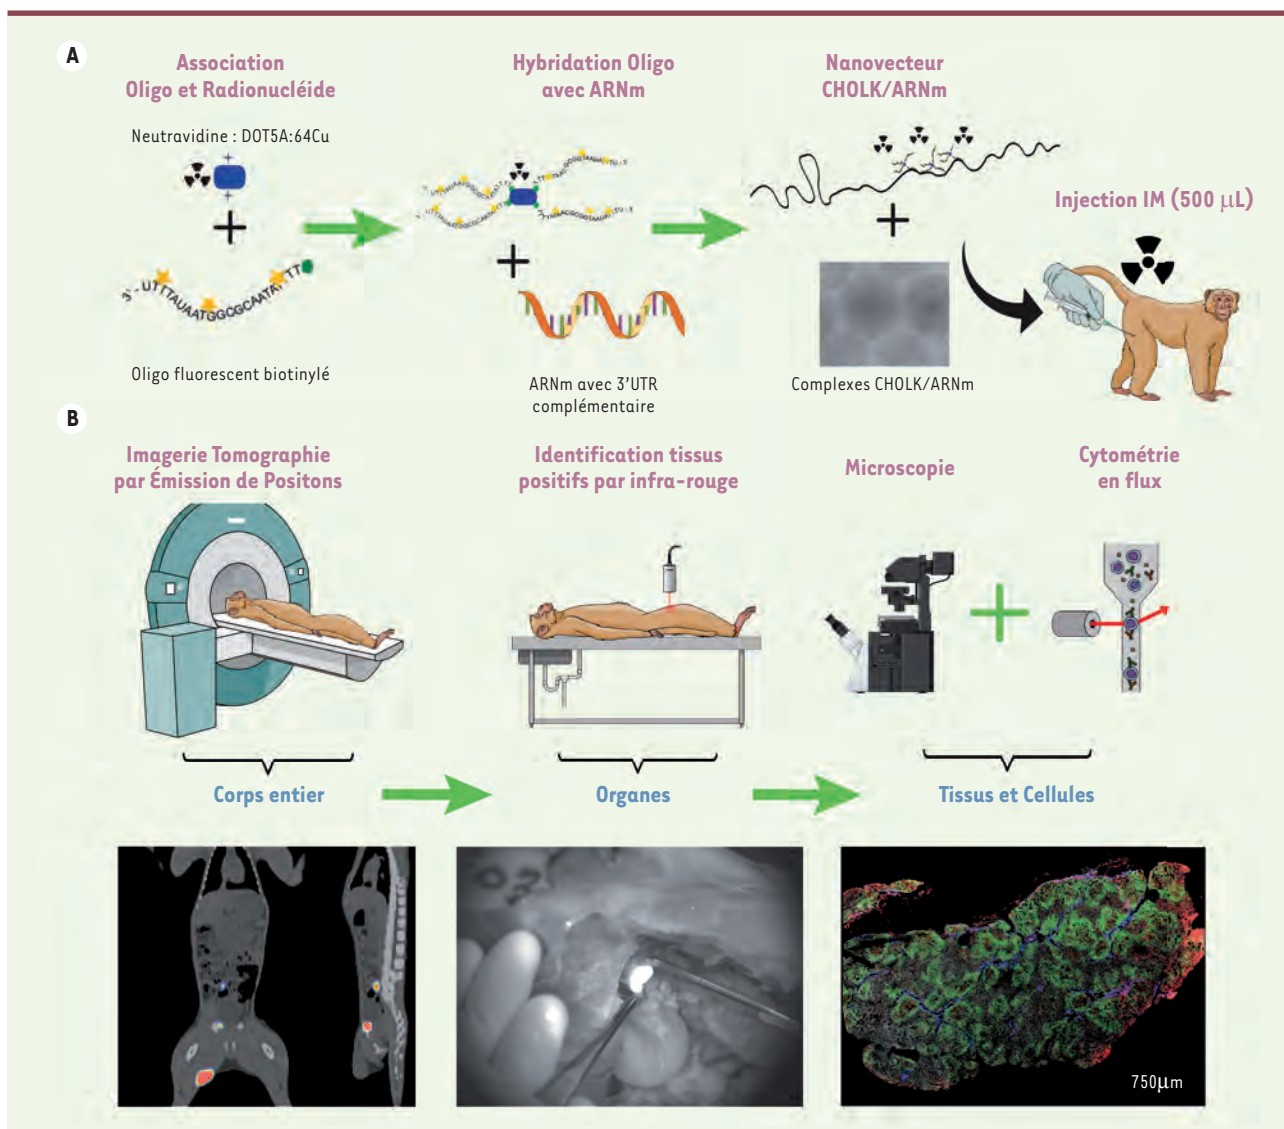 A
Association
Oligo et Radionucléide
Neutravidine : DOT5A:64Cu
3'- UTTTAUAATGGCGCAATATTT
Oligo fluorescent biotinylé
Hybridation Oligo
avec ARNm
ARNm avec 3’UTR
complémentaire
Nanovecteur
CHOLK/ARNm
Complexes CHOLK/ARNm
Injection IM (500 µL)
B
Imagerie Tomographie
par Émission de Positons
Identification tissus
positifs par infra-rouge
Microscopie
Cytométrie
en flux
Corps entier
Organes
Tissus et Cellules
750µm